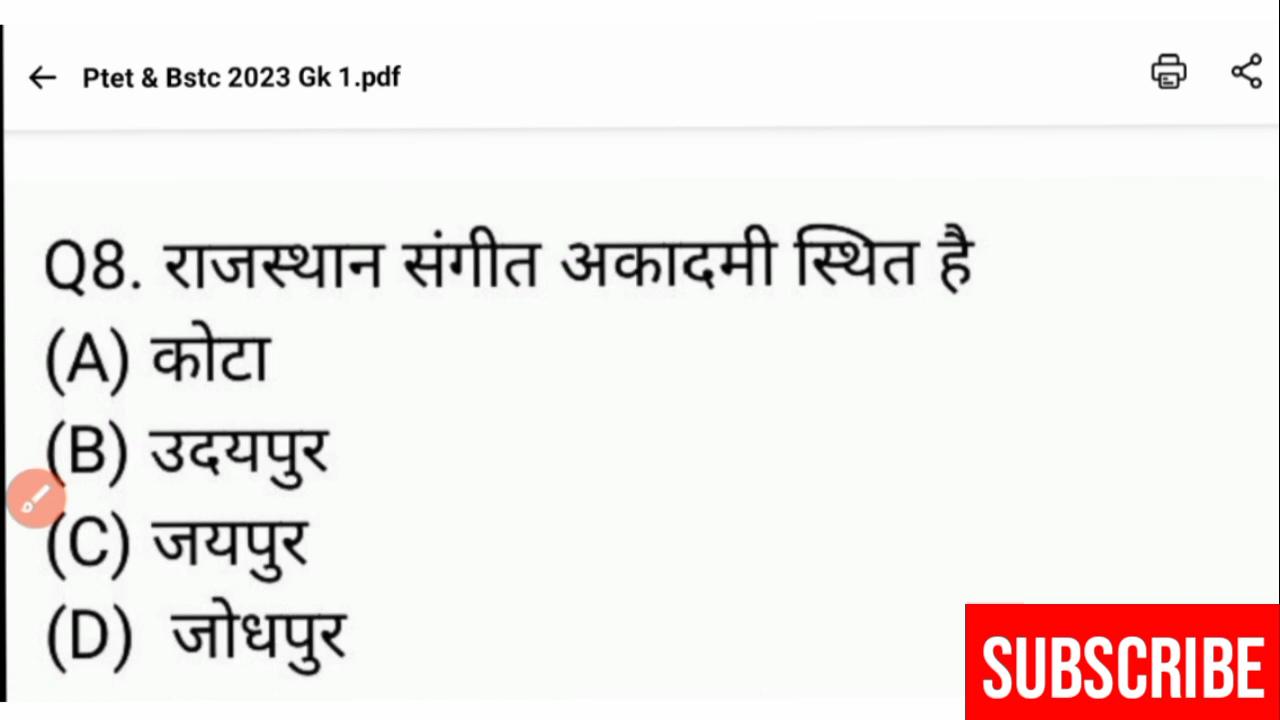 Ptet & Bstc 2023 Gk 1.pdf
Q8. राजस्थान संगीत अकादमी स्थित है
(A) कोटा
(B) उदयपुर
(C) जयपुर
(D) जोधपुर
SUBSCRIBE